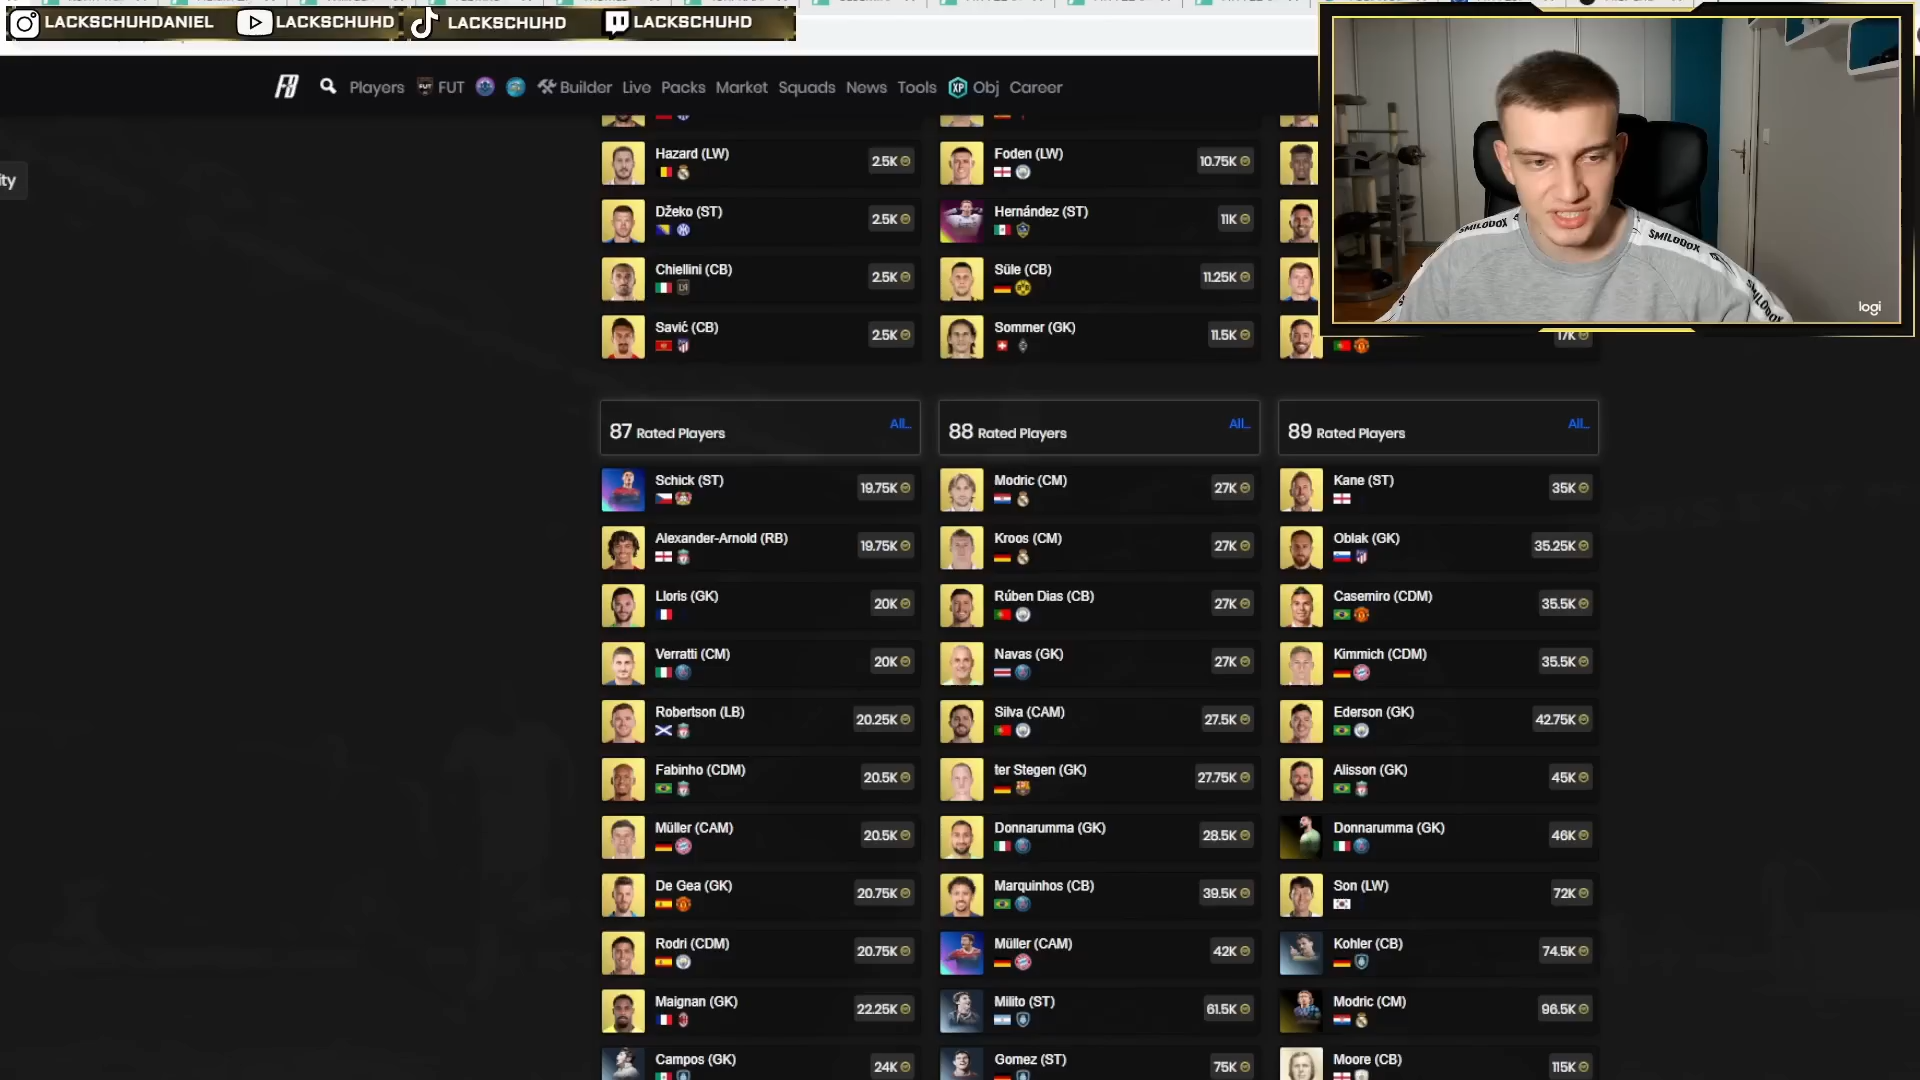 LACKSCHUHDANIEL LACKSCHUHD LACKSCHUHD LACKSCHUHD
Players FUT Builder Live Packs Market Squads News Tools XP Obj Career
ity
Hazard (LW) 2.5K
Džeko (ST) 2.5K
Chiellini (CB) 2.5K
Savić (CB) 2.5K
Foden (LW) 10.75K
Hernández (ST) 11K
Süle (CB) 11.25K
Sommer (GK) 11.5K
17K
SMILODOX SMILODOX
logi
87 Rated Players All...
Schick (ST) 19.75K
Alexander-Arnold (RB) 19.75K
Lloris (GK) 20K
Verratti (CM) 20K
Robertson (LB) 20.25K
Fabinho (CDM) 20.5K
Müller (CAM) 20.5K
De Gea (GK) 20.75K
Rodri (CDM) 20.75K
Maignan (GK) 22.25K
Campos (GK) 24K
88 Rated Players All...
Modric (CM) 27K
Kroos (CM) 27K
Rúben Dias (CB) 27K
Navas (GK) 27K
Silva (CAM) 27.5K
ter Stegen (GK) 27.75K
Donnarumma (GK) 28.5K
Marquinhos (CB) 39.5K
Müller (CAM) 42K
Milito (ST) 61.5K
Gomez (ST) 75K
89 Rated Players All...
Kane (ST) 35K
Oblak (GK) 35.25K
Casemiro (CDM) 35.5K
Kimmich (CDM) 35.5K
Ederson (GK) 42.75K
Alisson (GK) 45K
Donnarumma (GK) 46K
Son (LW) 72K
Kohler (CB) 74.5K
Modric (CM) 96.5K
Moore (CB) 115K